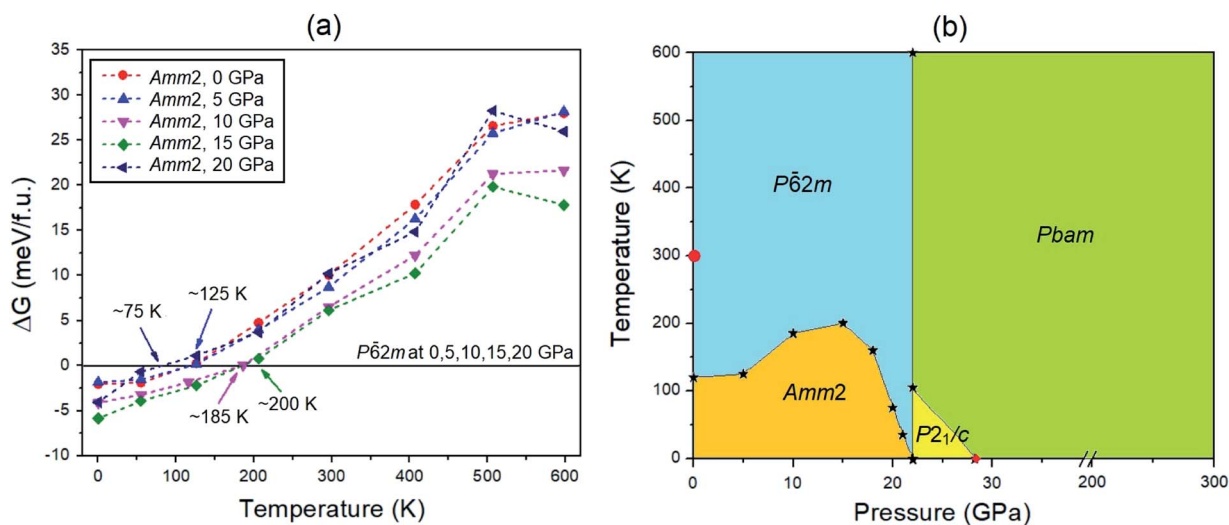 (a)
35
30
25
20
15
10
5
0
-5
-10
ΔG (meV/f.u.)
Amm2, 0 GPa
Amm2, 5 GPa
Amm2, 10 GPa
Amm2, 15 GPa
Amm2, 20 GPa
~75 K
~125 K
~185 K
~200 K
P6̄2m at 0,5,10,15,20 GPa
0 100 200 300 400 500 600
Temperature (K)
(b)
600
500
400
300
200
100
0
Temperature (K)
P6̄2m
Pbam
Amm2
P2₁/c
0 10 20 30 200 300
Pressure (GPa)